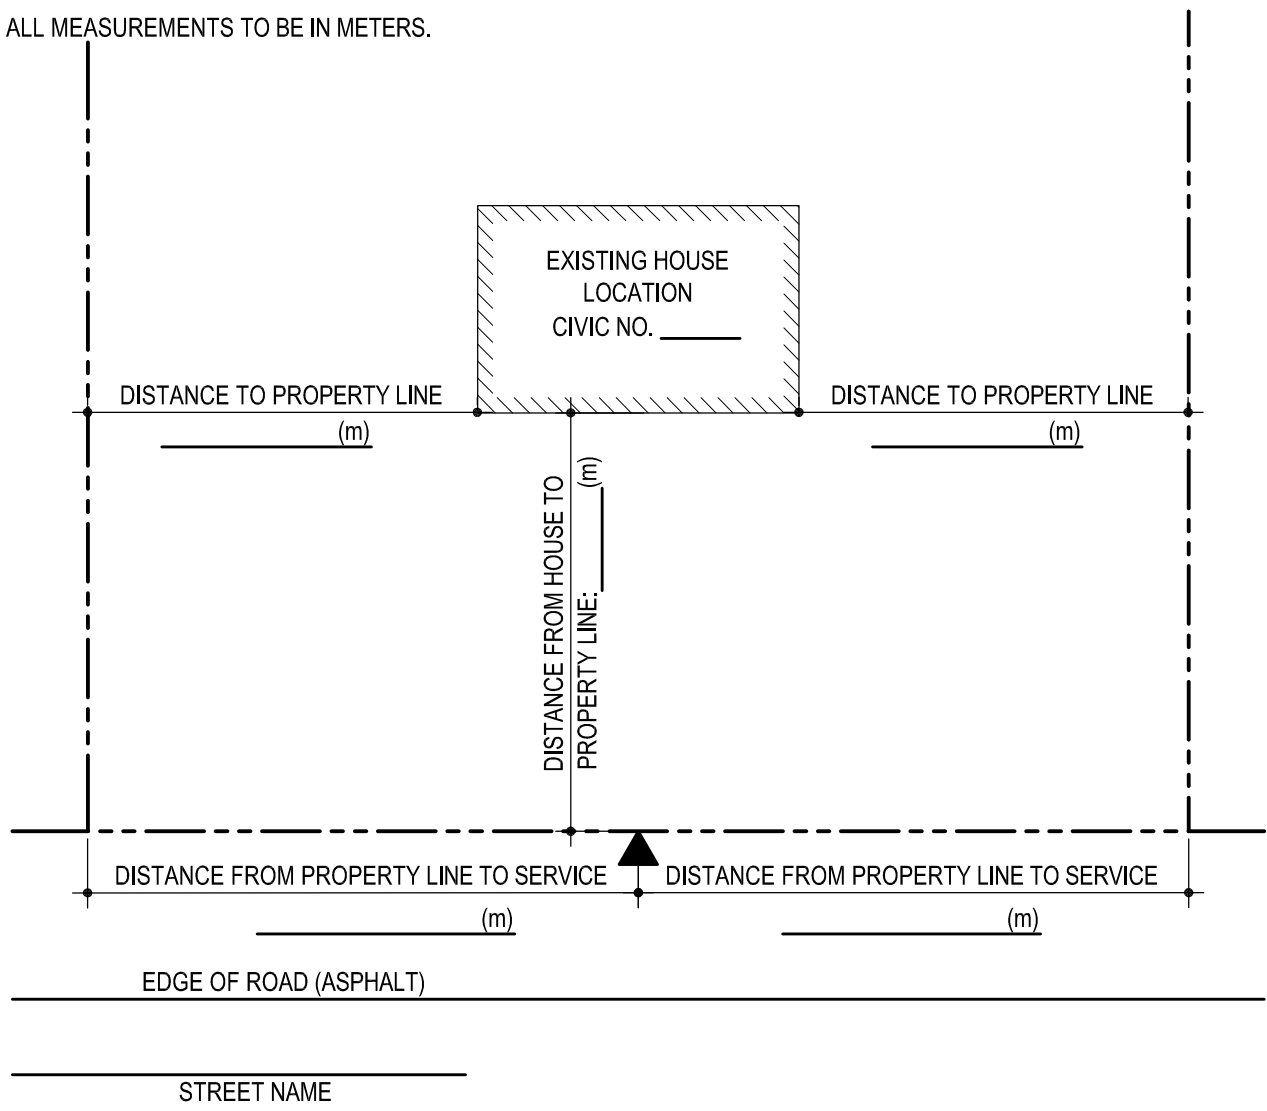 ALL MEASUREMENTS TO BE IN METERS.
EXISTING HOUSE
LOCATION
CIVIC NO.
DISTANCE TO PROPERTY LINE
(m)
DISTANCE TO PROPERTY LINE
(m)
DISTANCE FROM HOUSE TO
PROPERTY LINE: (m)
DISTANCE FROM PROPERTY LINE TO SERVICE
(m)
DISTANCE FROM PROPERTY LINE TO SERVICE
(m)
EDGE OF ROAD (ASPHALT)
STREET NAME